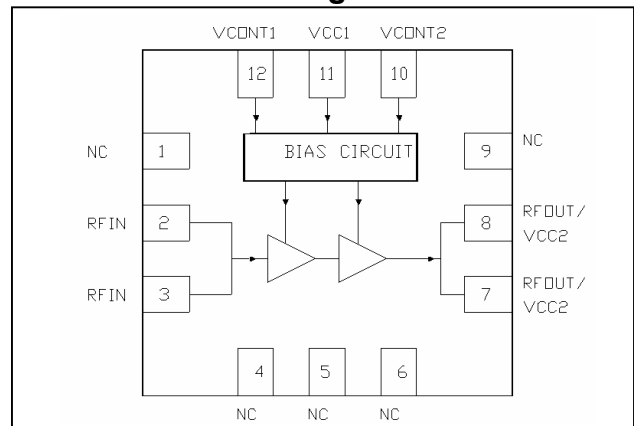 VCONT1 VCC1 VCONT2
12 11 10
BIAS CIRCUIT
NC 1
9 NC
RFIN 2
8 RFOUT/
VCC2
RFIN 3
7 RFOUT/
VCC2
4 5 6
NC NC NC